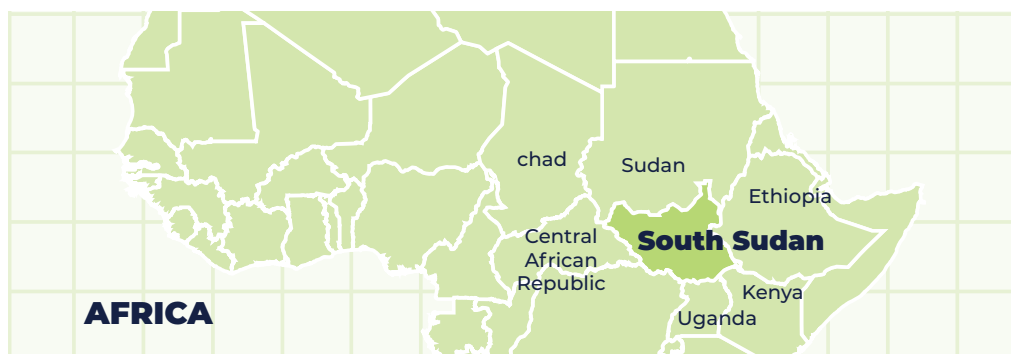 chad
Sudan
Ethiopia
South Sudan
Central
African
Republic
Kenya
AFRICA
Uganda